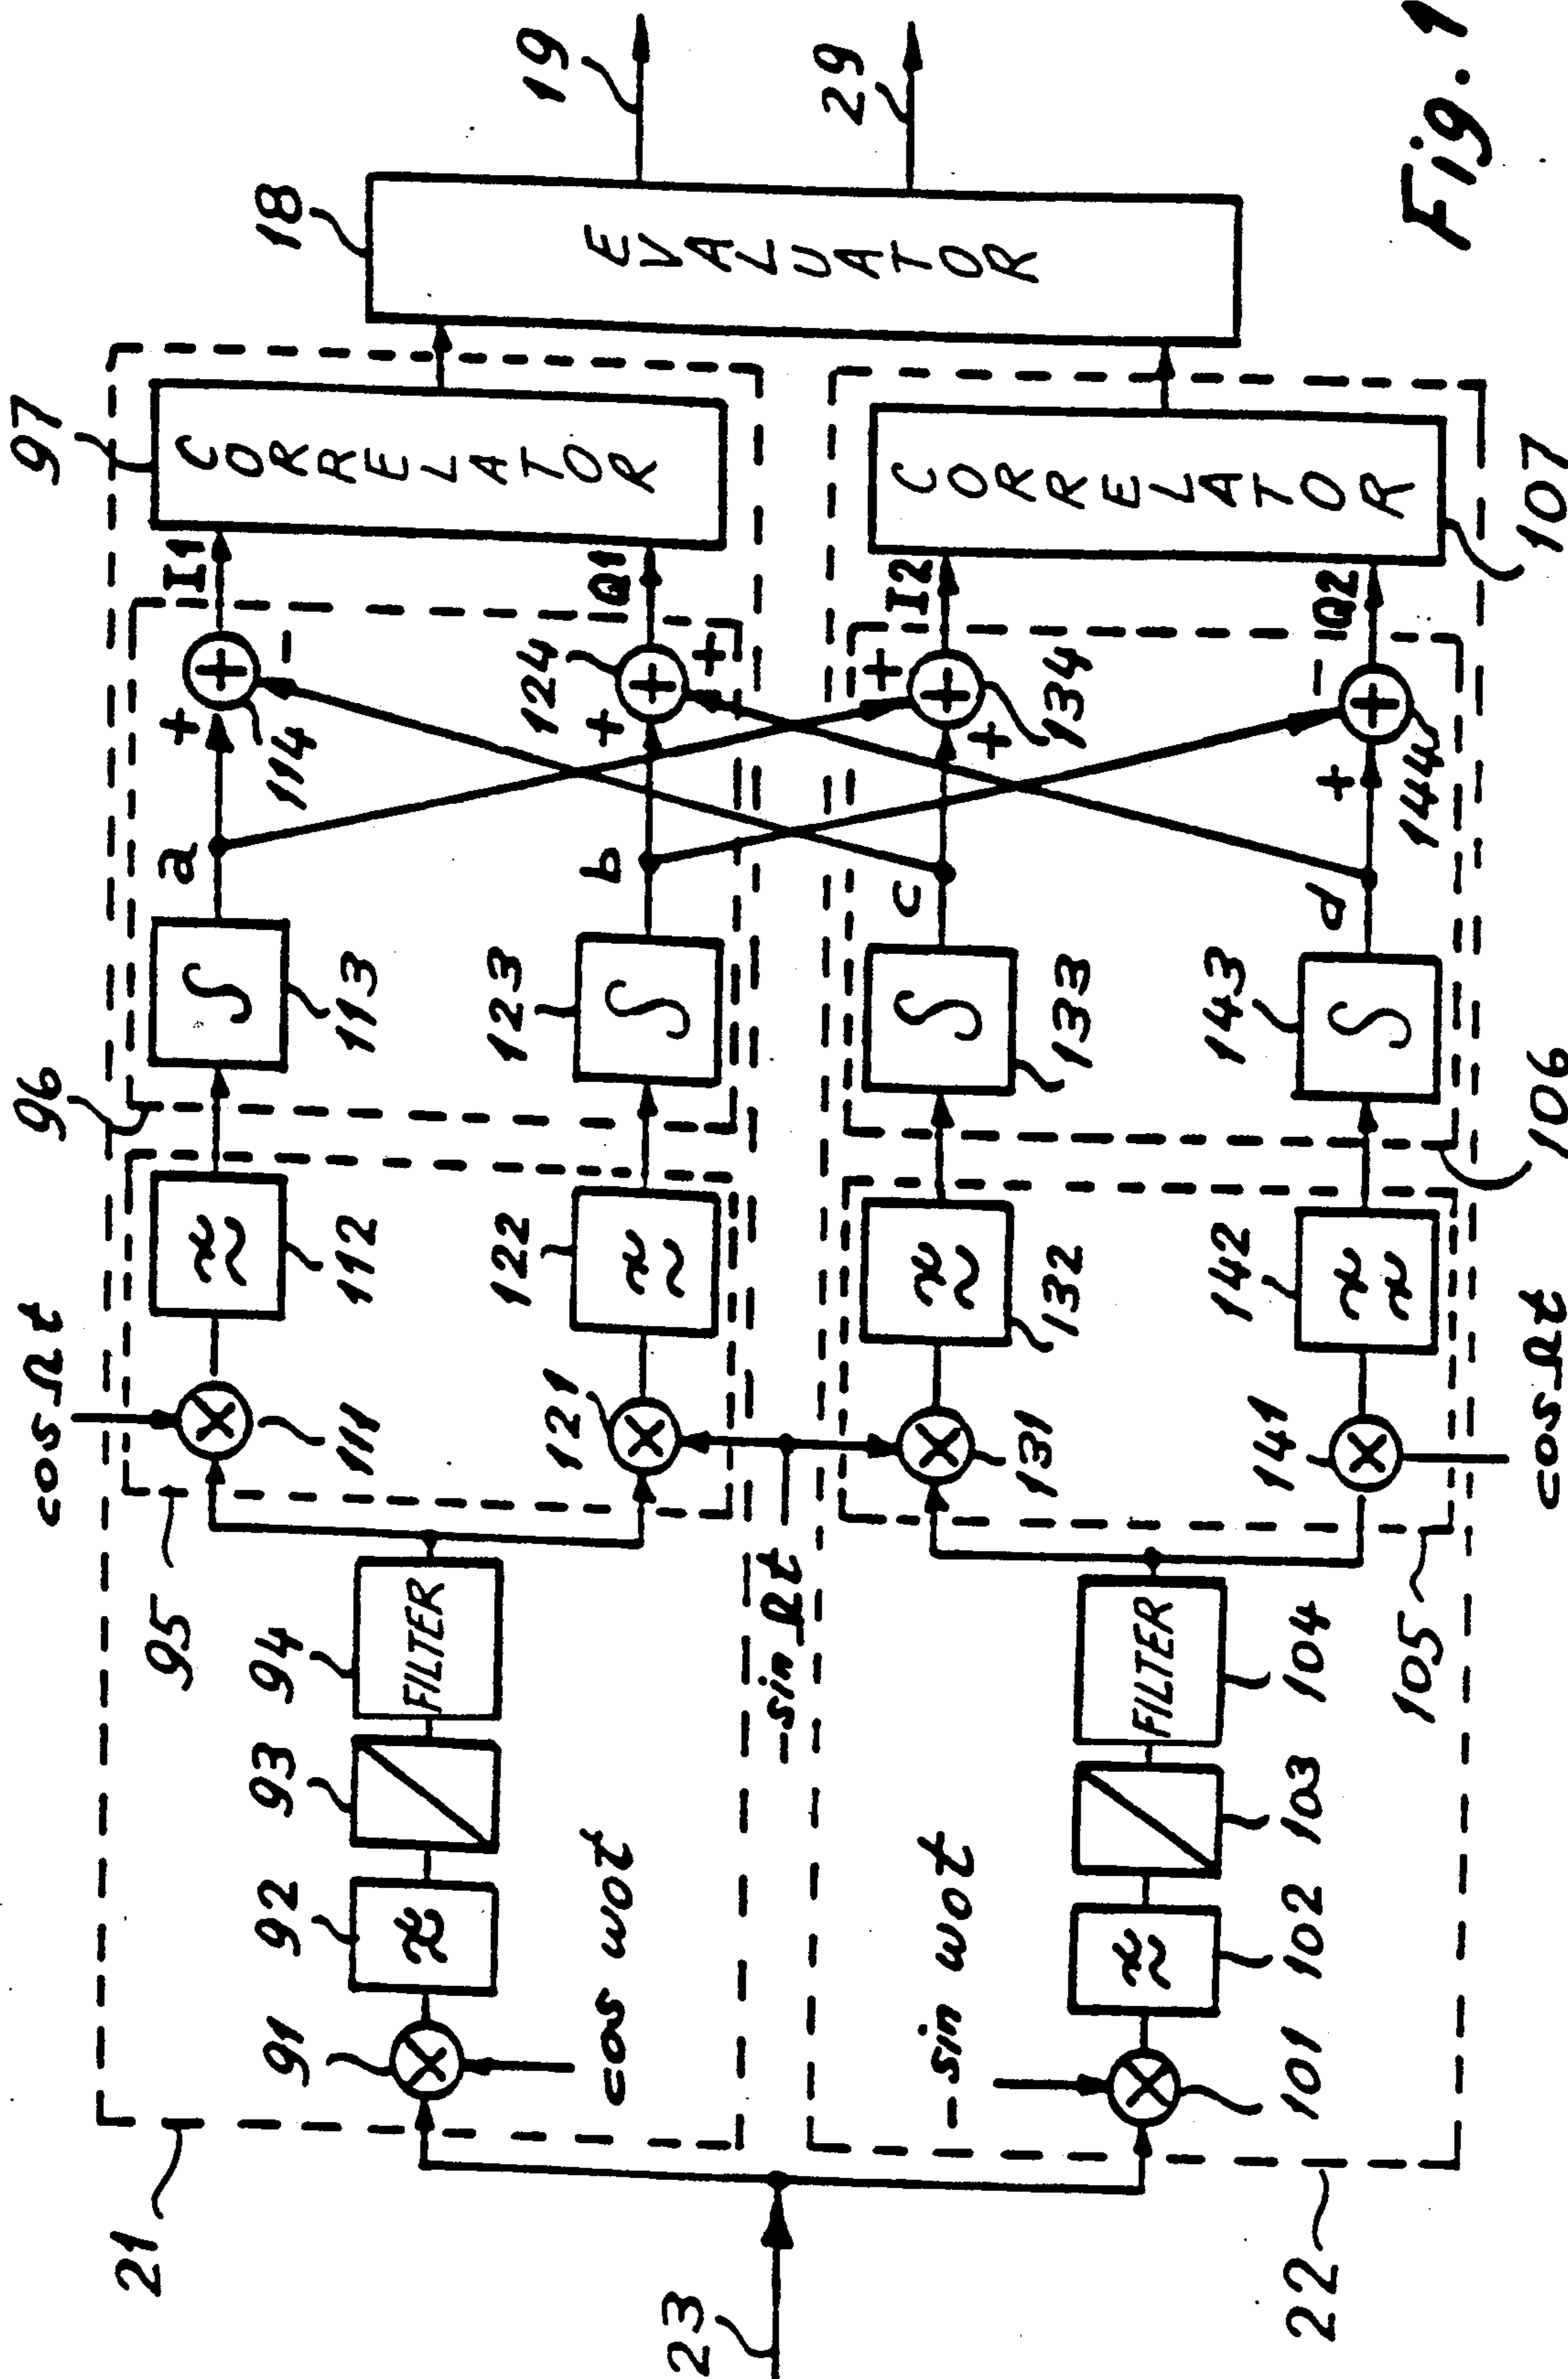 21
95
cos Ωt
96
97
111
112
113
a
+
114
−
I1
CORRELATOR
18
19
91
92
93
94
FILTER
cos wot
121
122
123
b
+
124
+
Q1
EVALUATOR
29
23
−sin Ωt
−sin wot
131
132
133
c
+
+
134
I2
CORRELATOR
101
102
103
104
FILTER
141
142
143
d
+
144
−
Q2
22
105
cos Ωt
106
107
Fig. 1